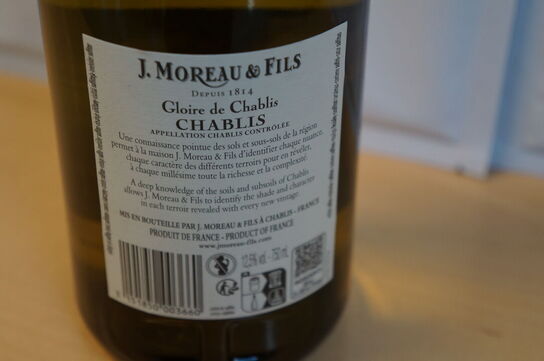 J. MOREAU & FILS
DEPUIS 1814
Gloire de Chablis
CHABLIS
APPELLATION CHABLIS CONTRÔLÉE
Une connaissance pointue des sols et sous-sols de la région
permet à la maison J. Moreau & Fils d'identifier chaque nuance,
chaque caractère des différents terroirs pour en révéler,
à chaque millésime toute la richesse et la complexité.
A deep knowledge of the soils and subsoils of Chablis
allows J. Moreau & Fils to identify the shade and character
in each terroir revealed with every new vintage.
MIS EN BOUTEILLE PAR J. MOREAU & FILS À CHABLIS - FRANCE
PRODUIT DE FRANCE - PRODUCT OF FRANCE
www.jmoreau-fils.com
12,5% vol. - 750 mL